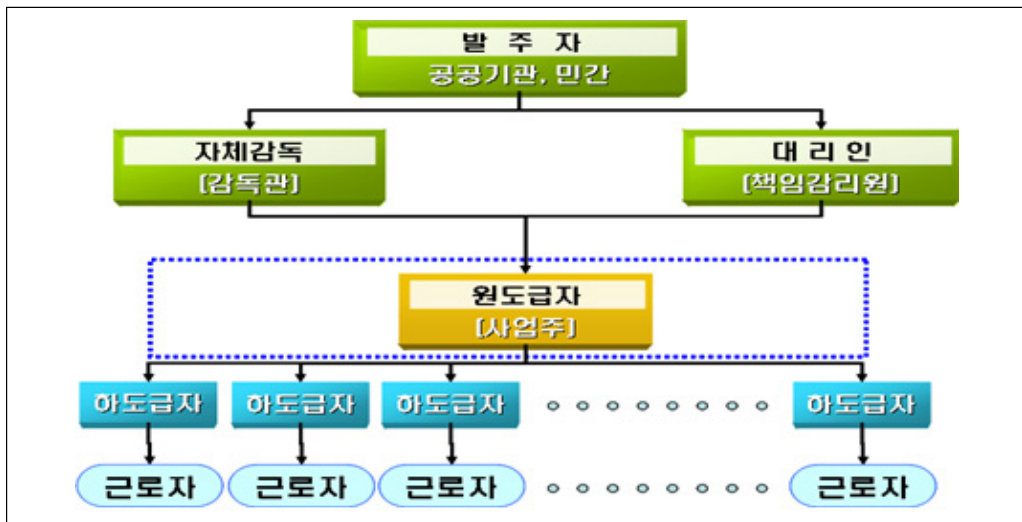 발 주 자
공공기관, 민간
자체감독
(감독관)
대 리 인
(책임감리원)
원도급자
(사업주)
하도급자 하도급자 하도급자 하도급자
근로자 근로자 근로자 근로자